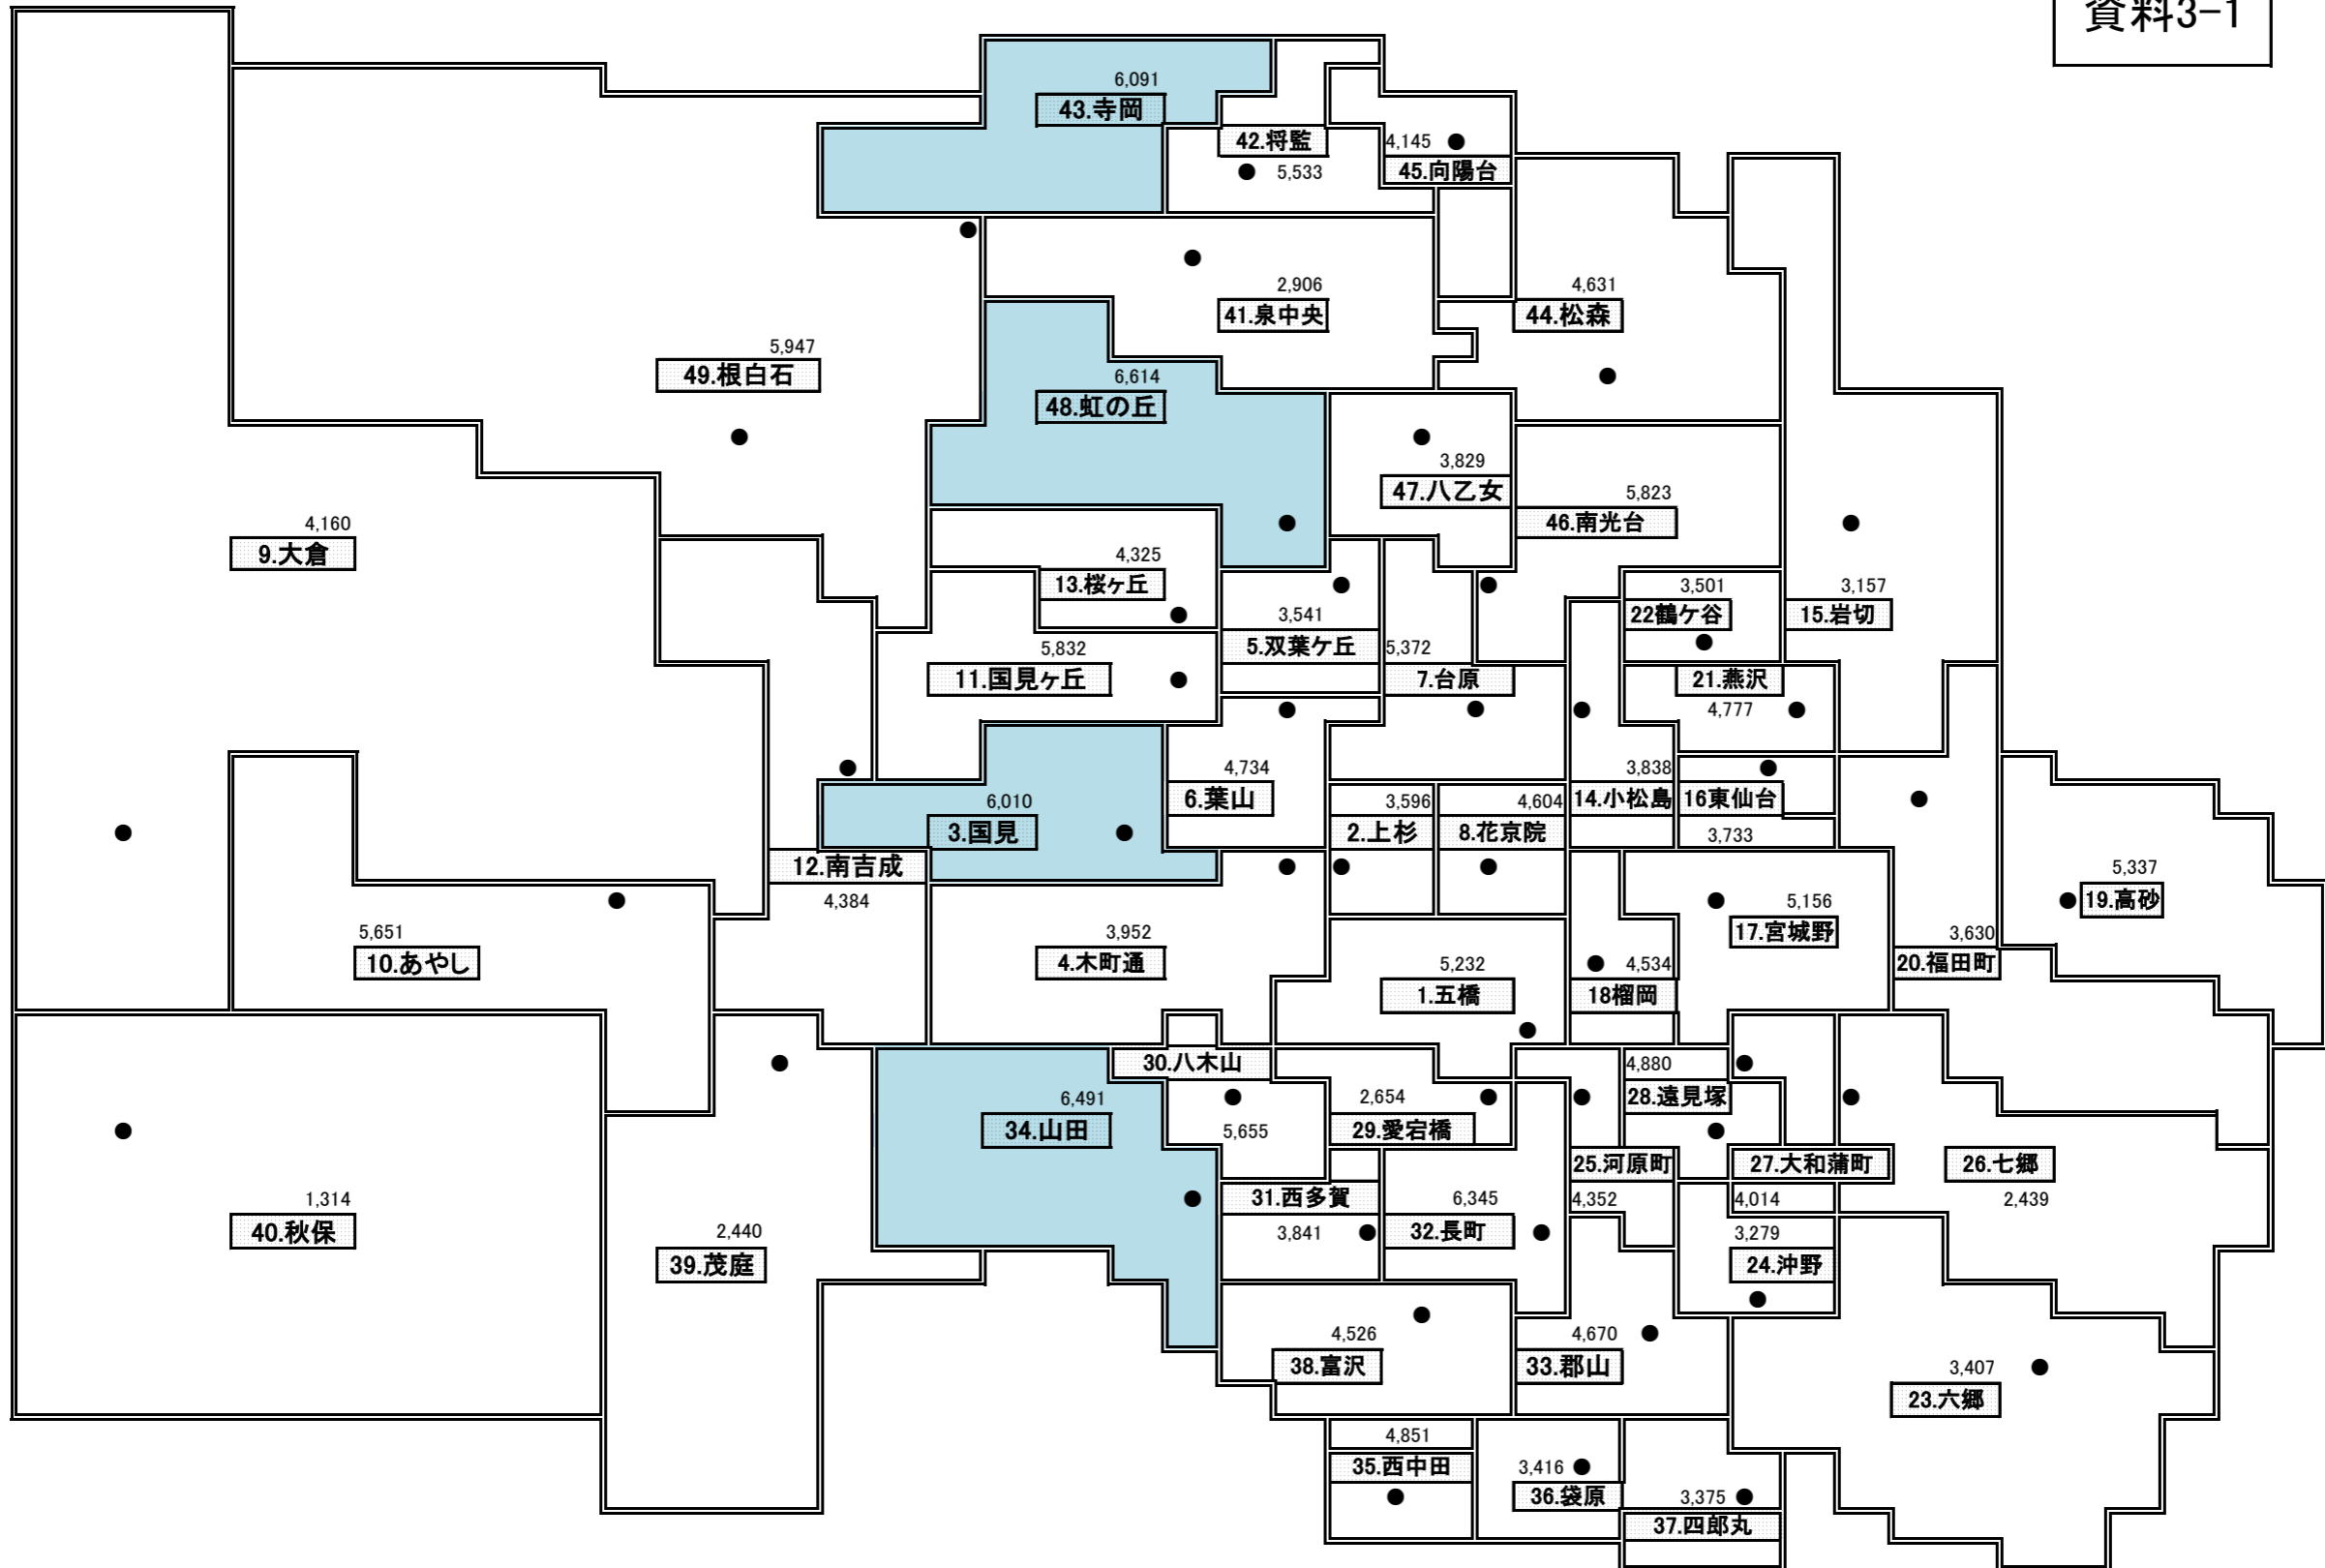 資料3-1
6,091
43.寺岡
42.将監
5,533
4,145
45.向陽台
2,906
41.泉中央
4,631
44.松森
5,947
49.根白石
6,614
48.虹の丘
3,829
47.八乙女
5,823
46.南光台
4,160
9.大倉
4,325
13.桜ヶ丘
3,541
5.双葉ケ丘
5,372
7.台原
3,501
22鶴ケ谷
3,157
15.岩切
5,832
11.国見ヶ丘
21.燕沢
4,777
6,010
3.国見
4,734
6.葉山
3,596
2.上杉
4,604
8.花京院
3,838
14.小松島
16東仙台
3,733
12.南吉成
4,384
5,337
19.高砂
5,651
10.あやし
3,952
4.木町通
5,232
1.五橋
4,534
18榴岡
5,156
17.宮城野
3,630
20.福田町
30.八木山
5,655
6,491
34.山田
2,654
29.愛宕橋
4,880
28.遠見塚
25.河原町
4,352
27.大和蒲町
4,014
26.七郷
2,439
1,314
40.秋保
2,440
39.茂庭
31.西多賀
3,841
6,345
32.長町
3,279
24.沖野
4,526
38.富沢
4,670
33.郡山
3,407
23.六郷
4,851
35.西中田
3,416
36.袋原
3,375
37.四郎丸